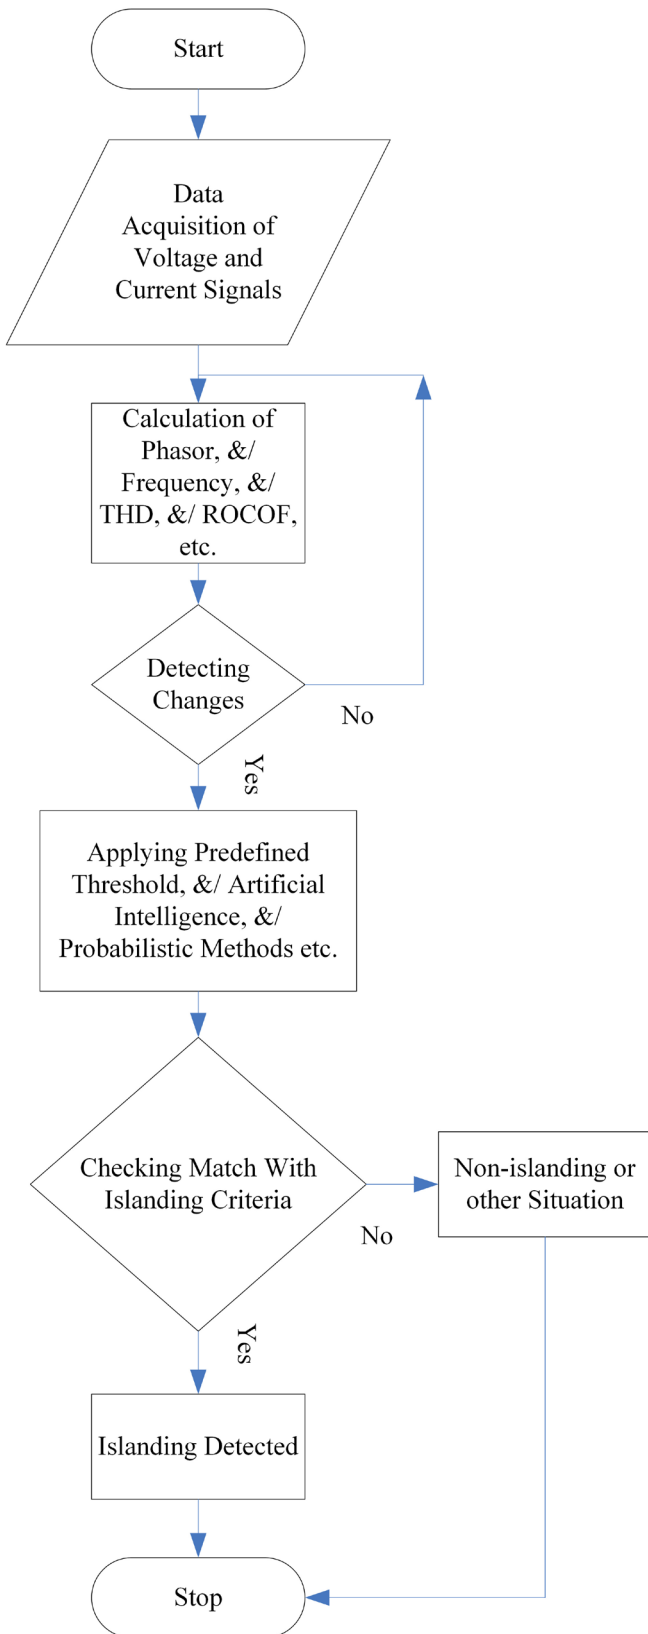 Start
Data
Acquisition of
Voltage and
Current Signals
Calculation of
Phasor, &/
Frequency, &/
THD, &/ ROCOF,
etc.
Detecting
Changes
No
Yes
Applying Predefined
Threshold, &/ Artificial
Intelligence, &/
Probabilistic Methods etc.
Checking Match With
Islanding Criteria
No
Non-islanding or
other Situation
Yes
Islanding Detected
Stop